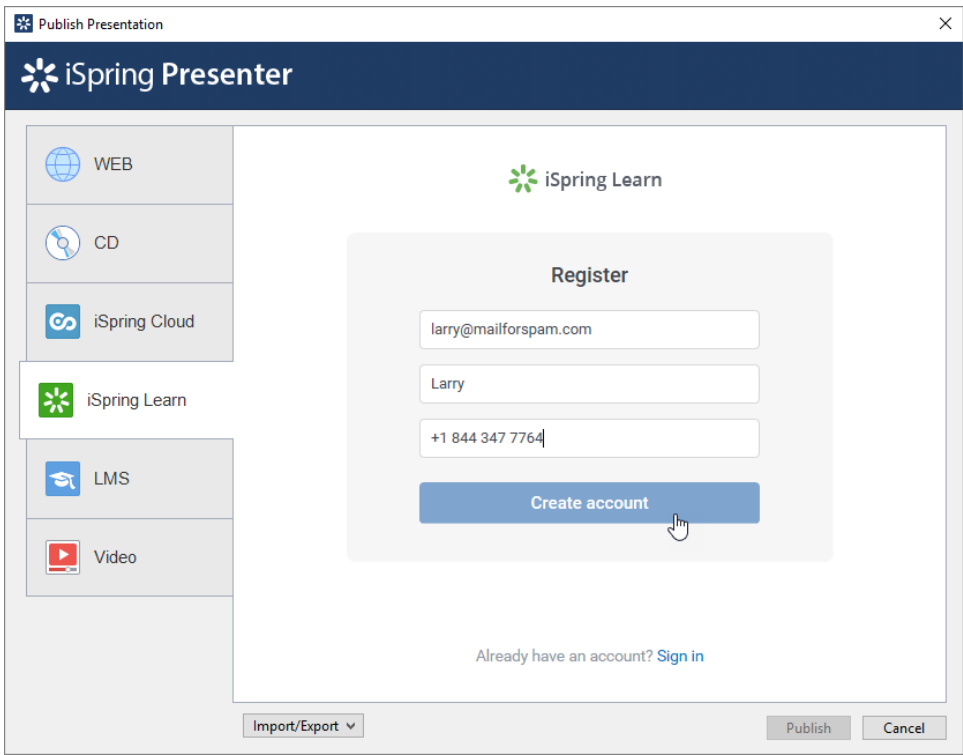 Publish Presentation
iSpring Presenter
WEB
CD
iSpring Cloud
iSpring Learn
LMS
Video
iSpring Learn
Register
larry@mailforspam.com
Larry
+1 844 347 7764
Create account
Already have an account? Sign in
Import/Export
Publish
Cancel